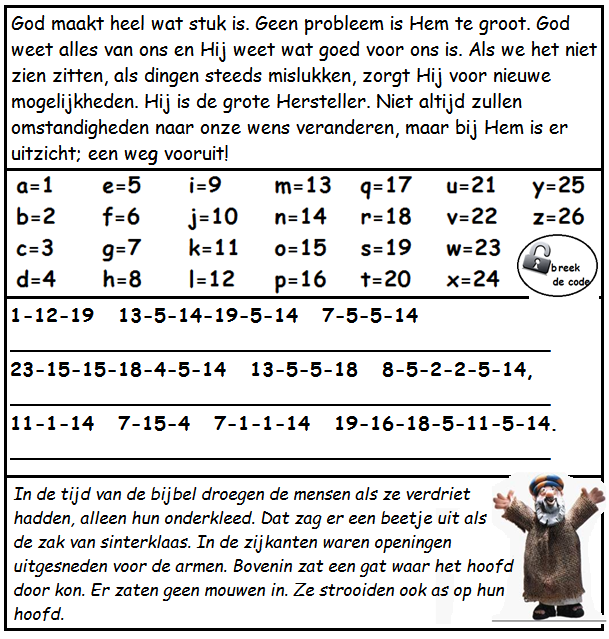 God maakt heel wat stuk is. Geen probleem is Hem te groot. God
weet alles van ons en Hij weet wat goed voor ons is. Als we het niet
zien zitten, als dingen steeds mislukken, zorgt Hij voor nieuwe
mogelijkheden. Hij is de grote Hersteller. Niet altijd zullen
omstandigheden naar onze wens veranderen, maar bij Hem is er
uitzicht; een weg vooruit!
a=1 e=5 i=9 m=13 q=17 u=21 y=25
b=2 f=6 j=10 n=14 r=18 v=22 z=26
c=3 g=7 k=11 o=15 s=19 w=23
d=4 h=8 l=12 p=16 t=20 x=24
breek
de code
1-12-19 13-5-14-19-5-14 7-5-5-14
23-15-15-18-4-5-14 13-5-5-18 8-5-2-2-5-14,
11-1-14 7-15-4 7-1-1-14 19-16-18-5-11-5-14.
In de tijd van de bijbel droegen de mensen als ze verdriet
hadden, alleen hun onderkleed. Dat zag er een beetje uit als
de zak van sinterklaas. In de zijkanten waren openingen
uitgesneden voor de armen. Bovenin zat een gat waar het hoofd
door kon. Er zaten geen mouwen in. Ze strooiden ook as op hun
hoofd.